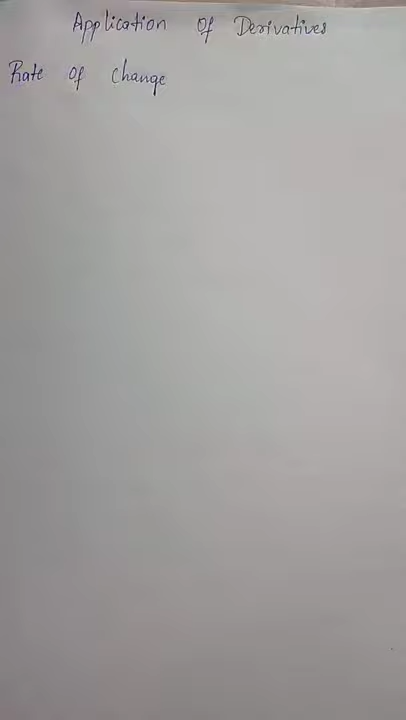 Application of Derivatives
Rate of change